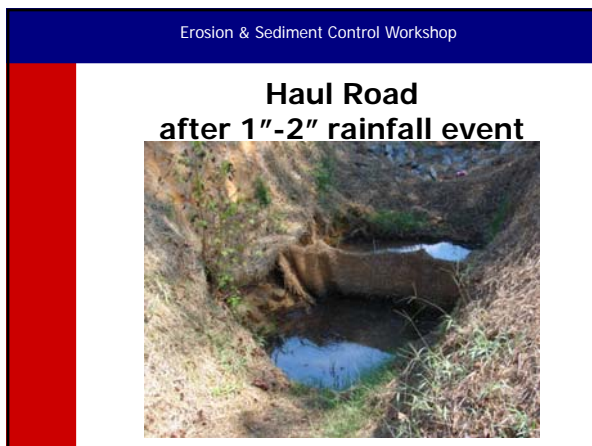 Erosion & Sediment Control Workshop
Haul Road
after 1”-2” rainfall event